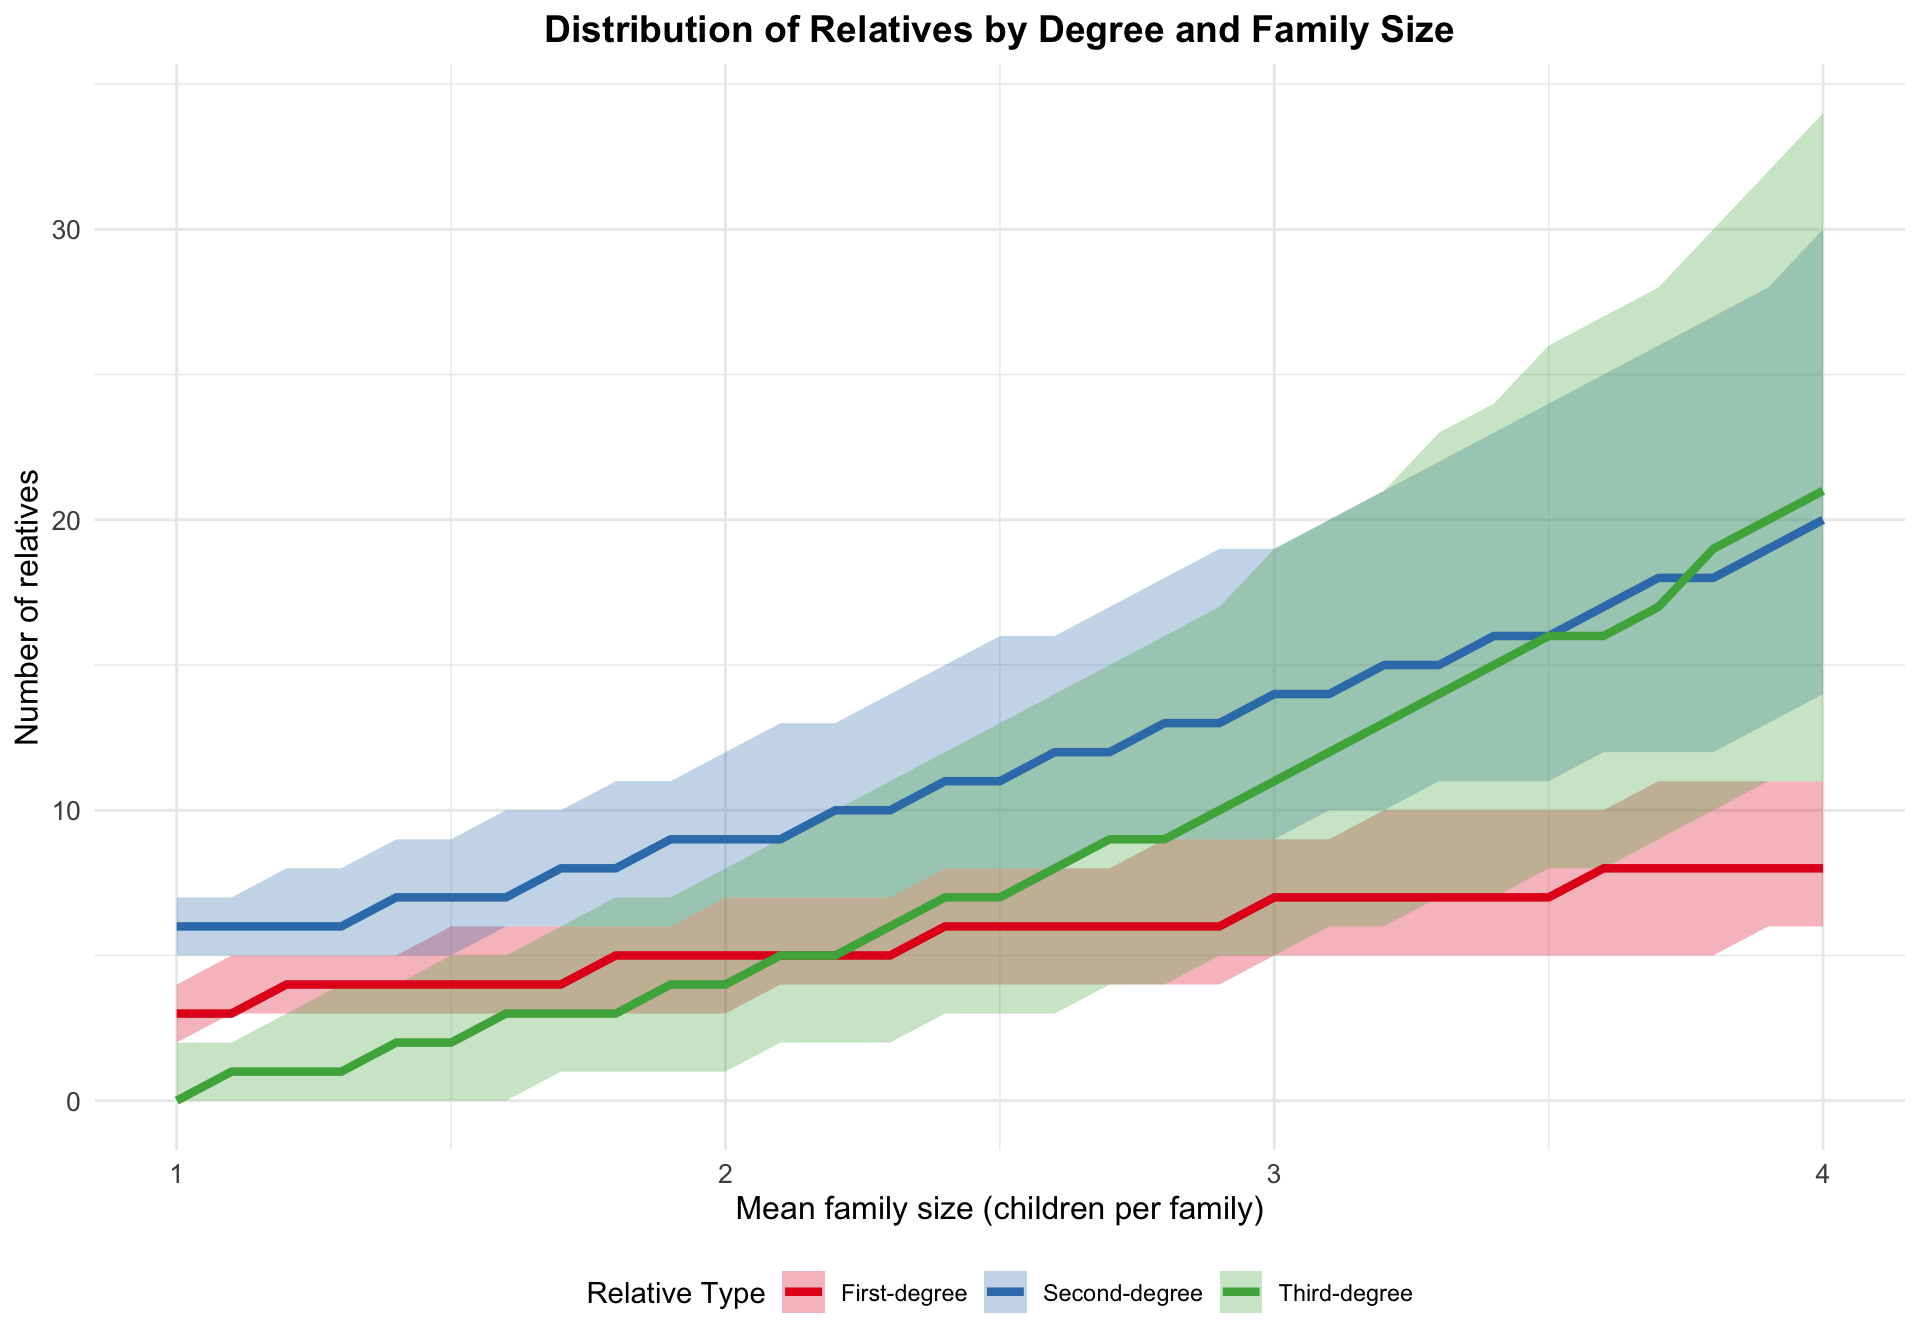 Distribution of Relatives by Degree and Family Size
Number of relatives
30
20
10
0
1 2 3 4
Mean family size (children per family)
Relative Type First-degree Second-degree Third-degree